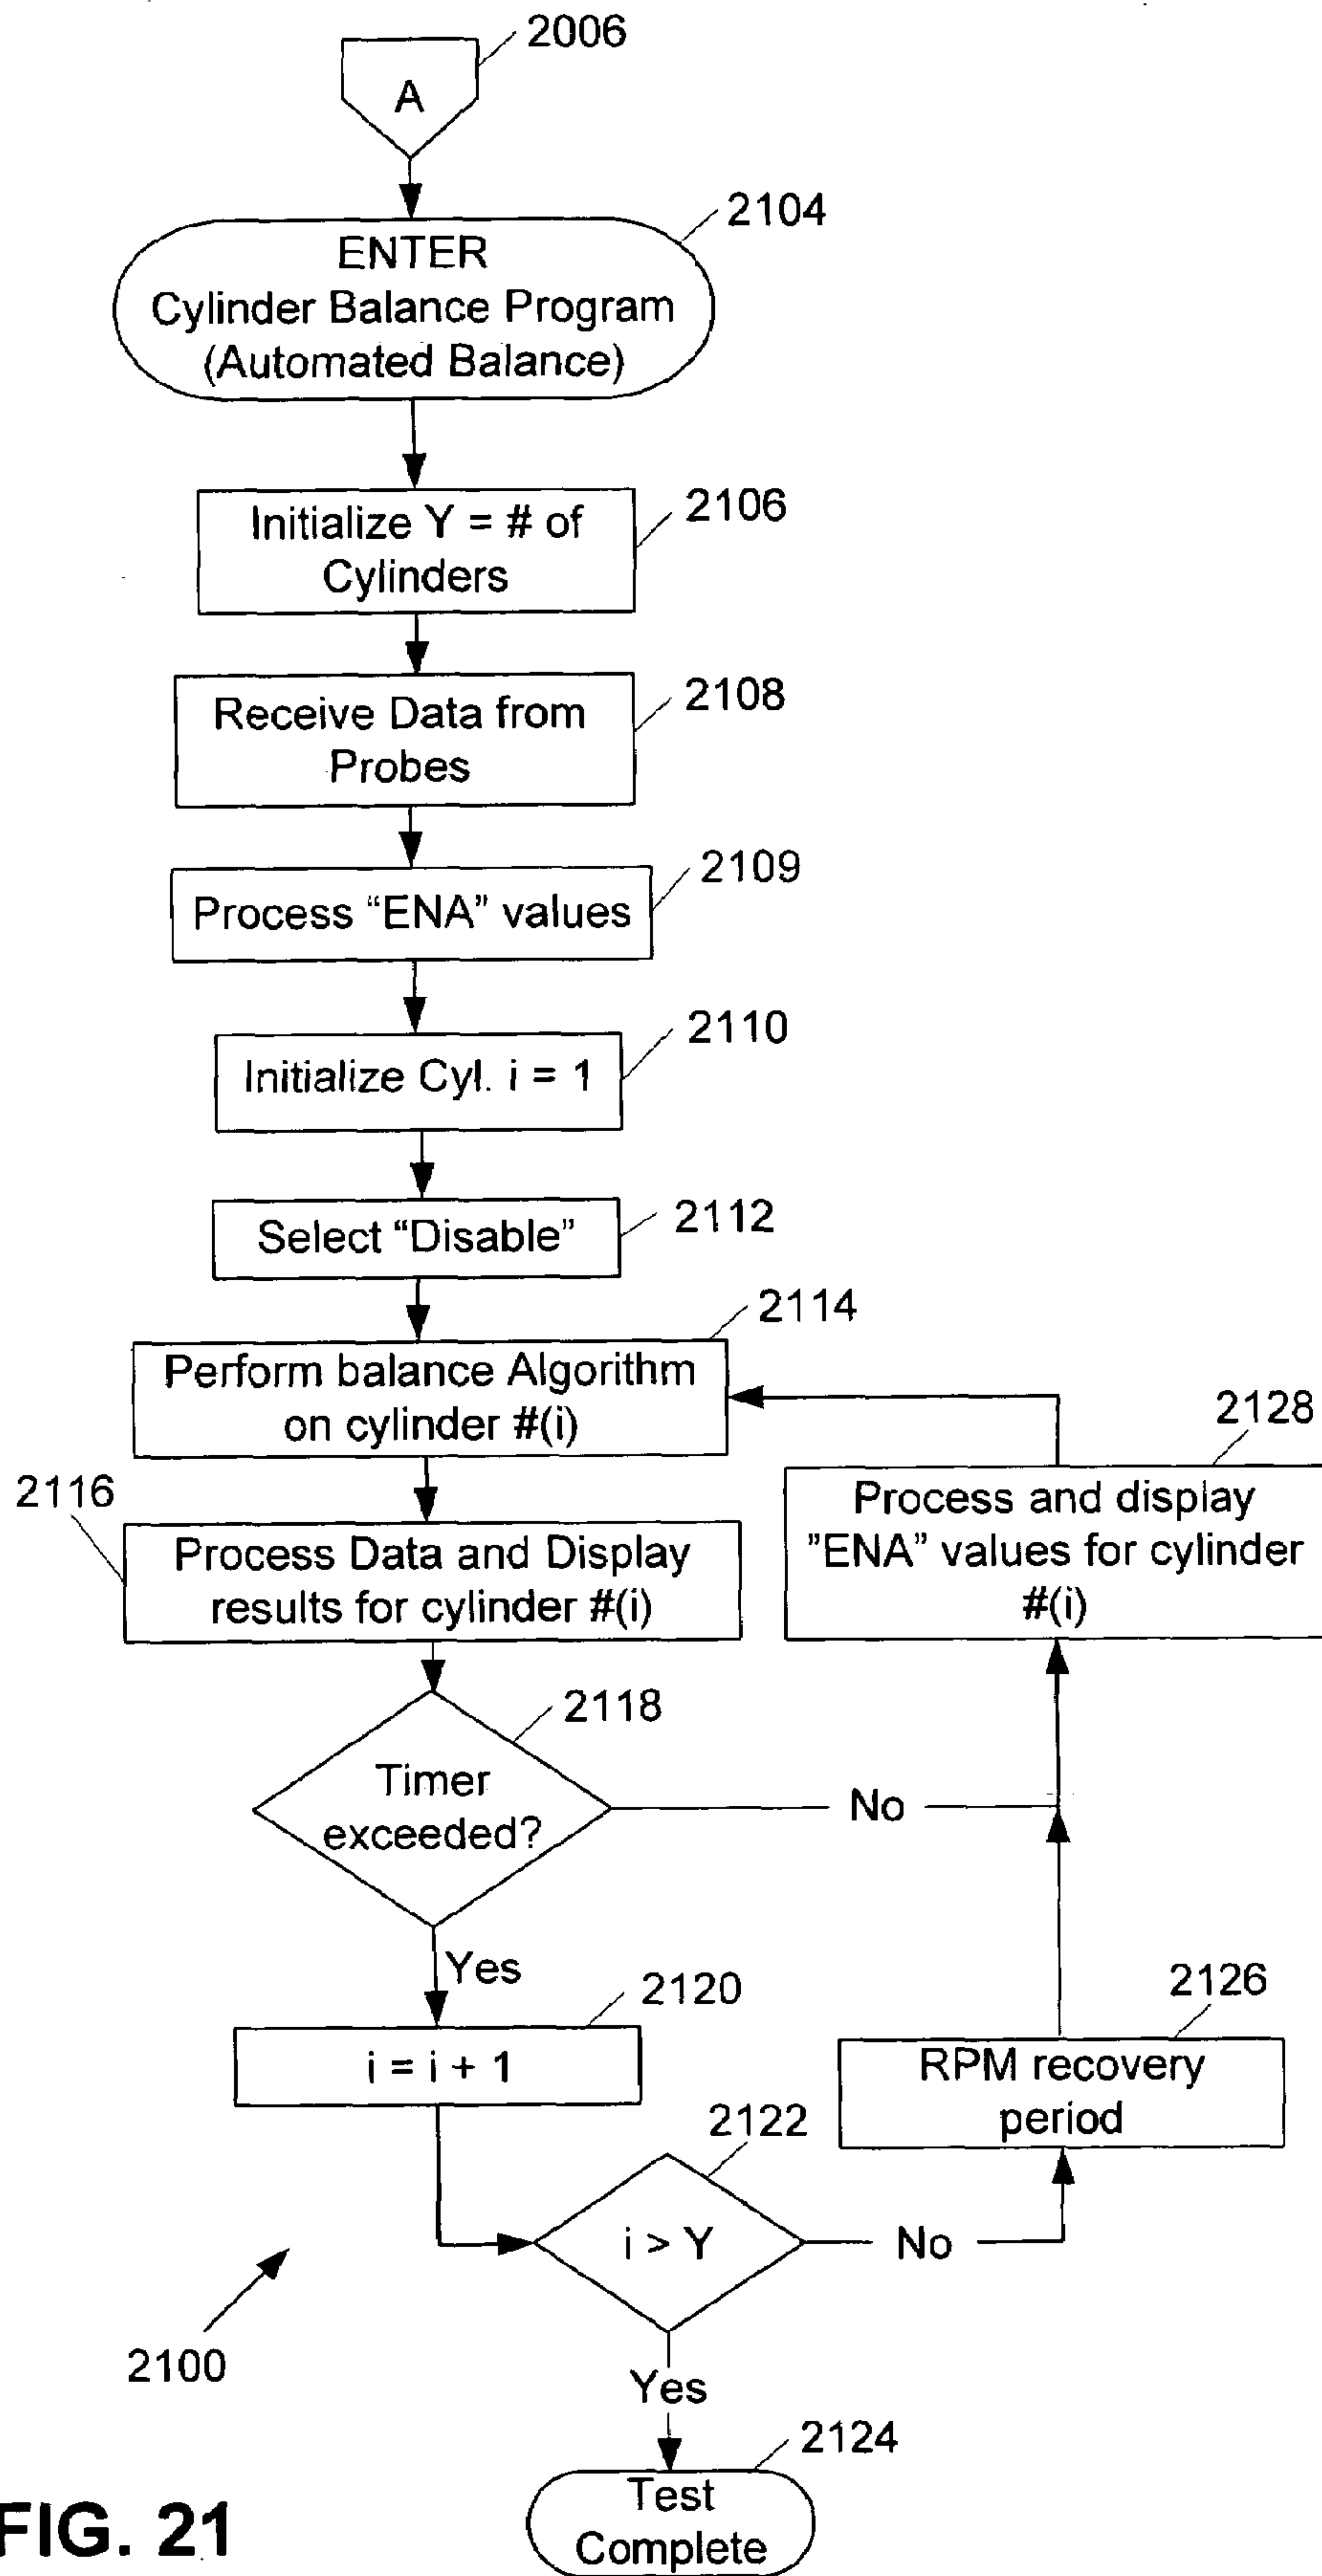 2006
A
2104
ENTER
Cylinder Balance Program
(Automated Balance)
2106
Initialize Y = # of
Cylinders
2108
Receive Data from
Probes
2109
Process “ENA” values
2110
Initialize Cyl. i = 1
2112
Select “Disable”
2114
Perform balance Algorithm
on cylinder #(i)
2128
Process and display
”ENA” values for cylinder
#(i)
2116
Process Data and Display
results for cylinder #(i)
2118
Timer
exceeded?
No
Yes
2120
i = i + 1
2126
RPM recovery
period
2122
i > Y
No
2100
Yes
2124
Test
Complete
FIG. 21